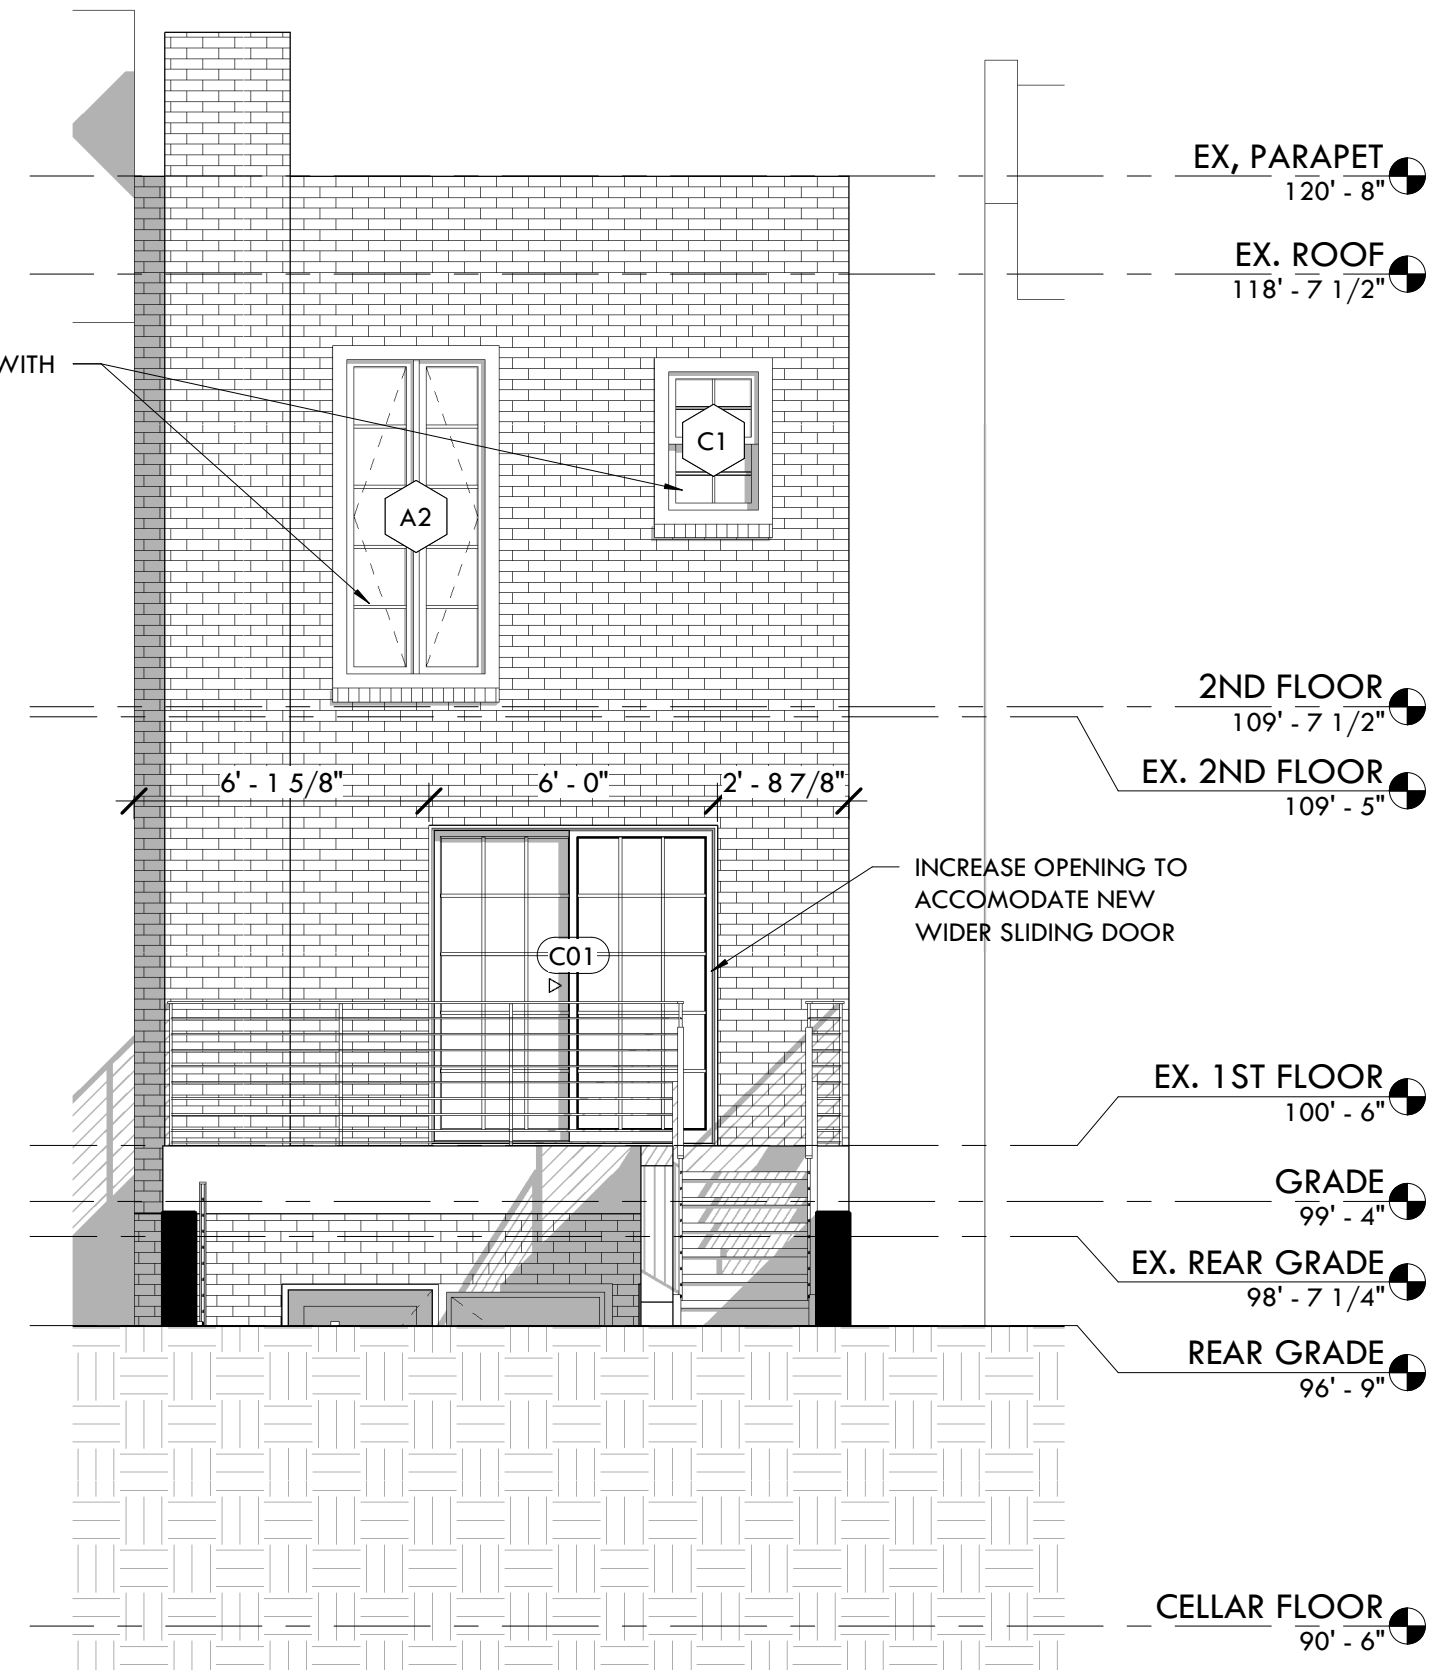 EX, PARAPET
120' - 8"
EX. ROOF
118' - 7 1/2"
WITH
C1
A2
2ND FLOOR
109' - 7 1/2"
EX. 2ND FLOOR
109' - 5"
6' - 1 5/8"
6' - 0"
2' - 8 7/8"
INCREASE OPENING TO
ACCOMODATE NEW
WIDER SLIDING DOOR
C01
EX. 1ST FLOOR
100' - 6"
GRADE
99' - 4"
EX. REAR GRADE
98' - 7 1/4"
REAR GRADE
96' - 9"
CELLAR FLOOR
90' - 6"